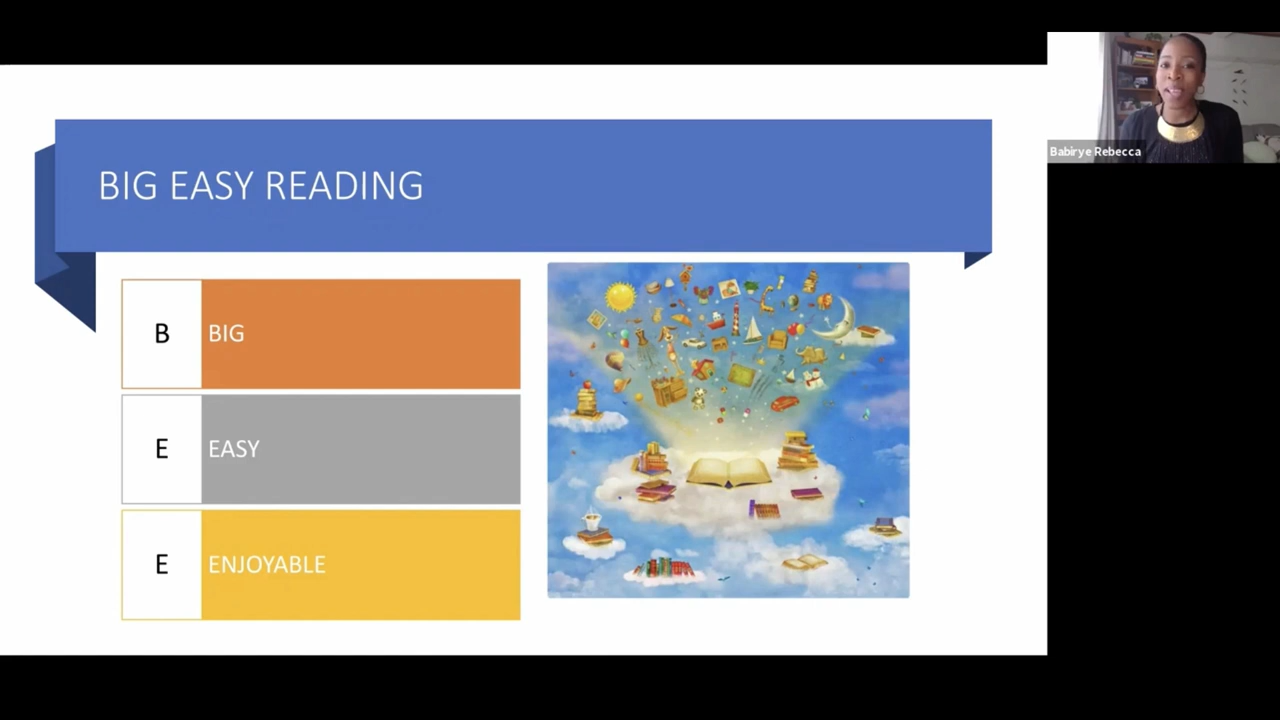 BIG EASY READING
B BIG
E EASY
E ENJOYABLE
Babirye Rebecca